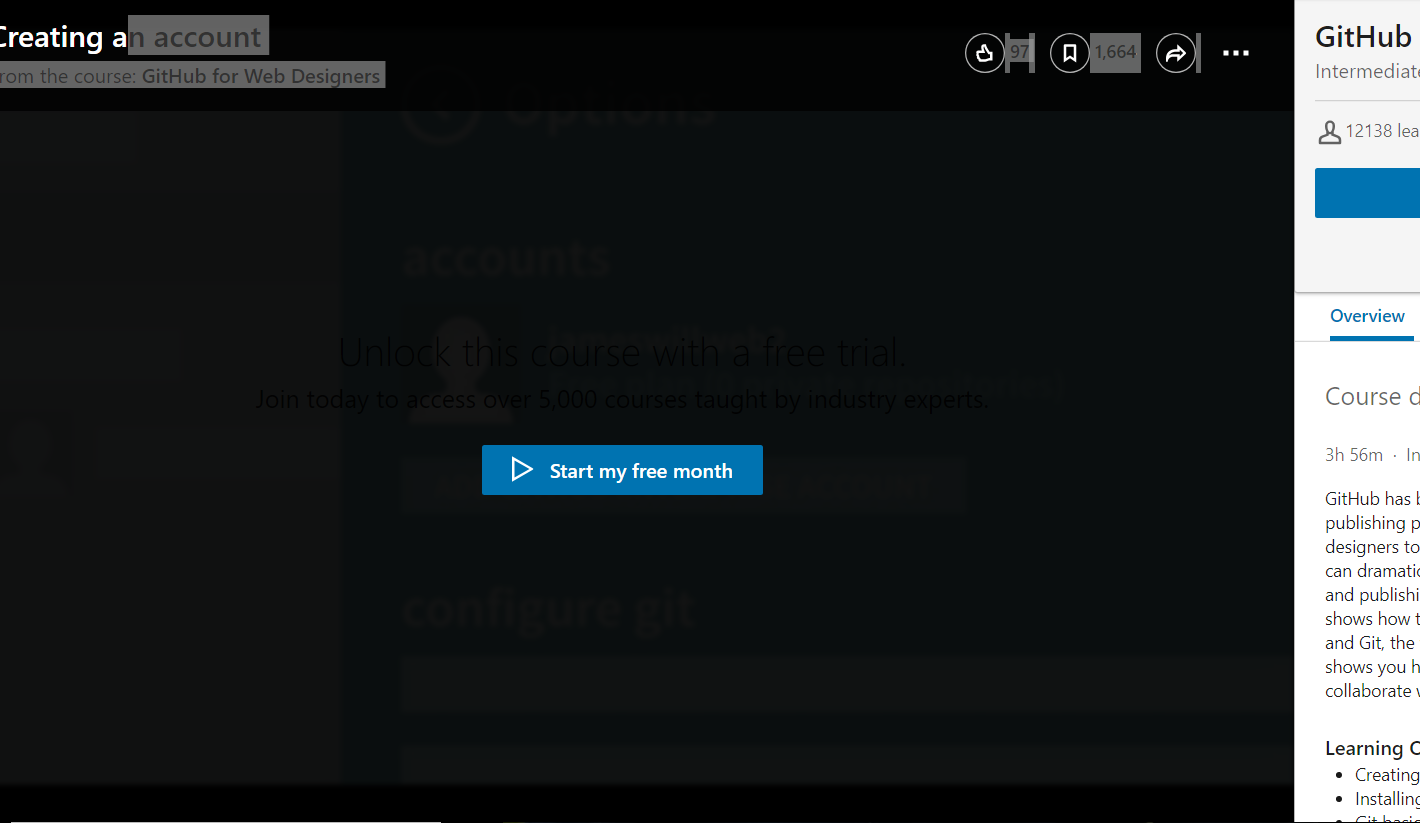 Creating an account
from the course: GitHub for Web Designers
97
1,664
Options
accounts
Unlock this course with a free trial.
Join today to access over 5,000 courses taught by industry experts.
Start my free month
configure git
GitHub
Intermediate
12138 lea
Overview
Course d
3h 56m · In
GitHub has b
publishing p
designers to
can dramatic
and publishi
shows how t
and Git, the
shows you h
collaborate w
Learning O
• Creating
• Installing
• Git basic